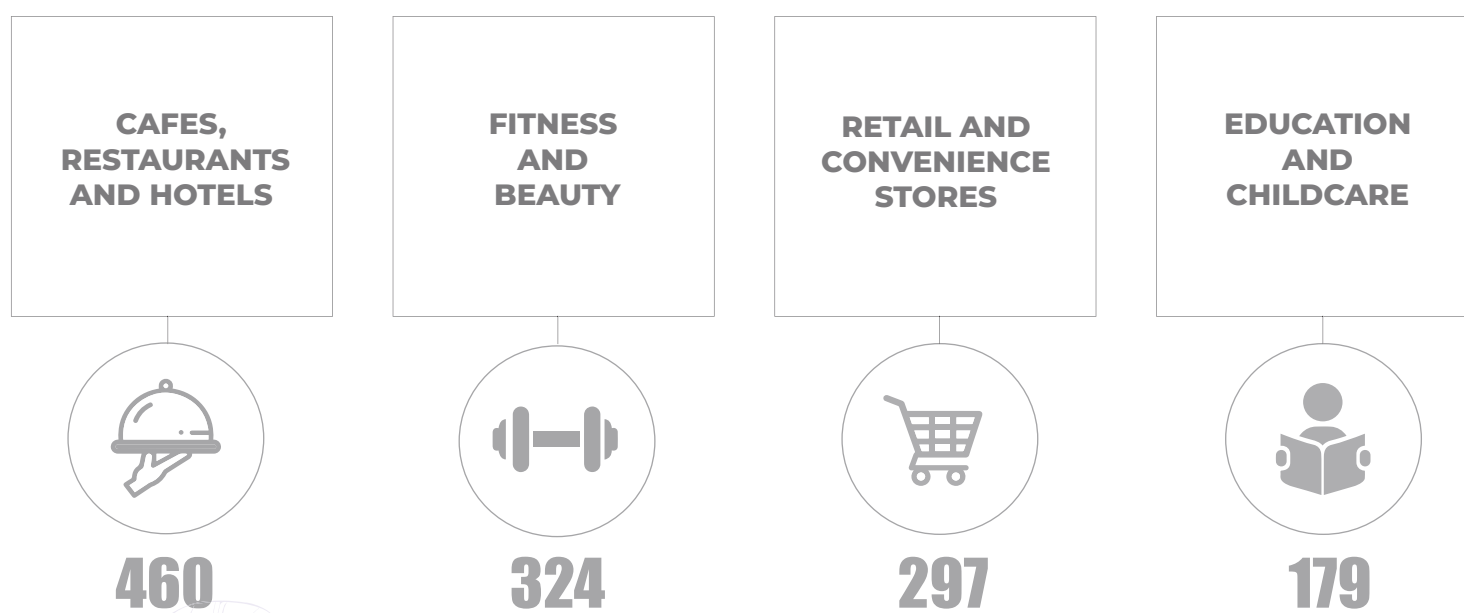 CAFES,
RESTAURANTS
AND HOTELS
FITNESS
AND
BEAUTY
RETAIL AND
CONVENIENCE
STORES
EDUCATION
AND
CHILDCARE
460
324
297
179